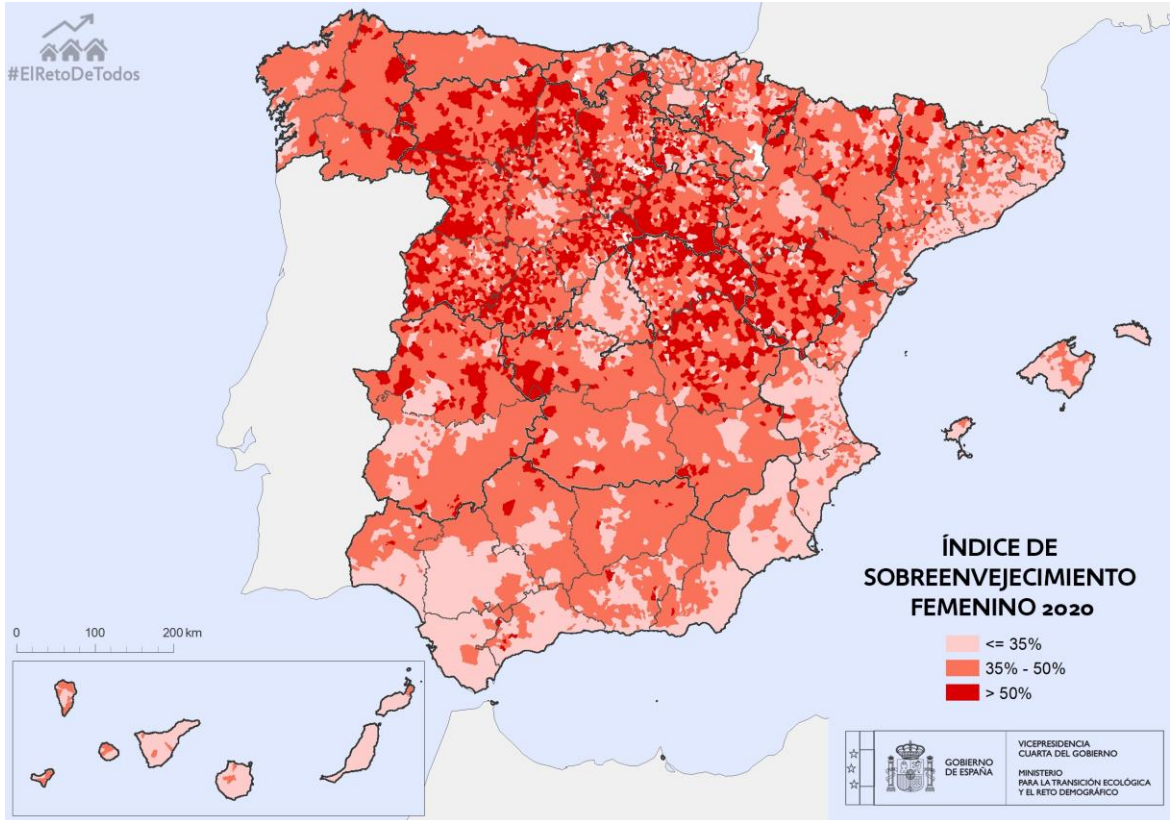 #ElRetoDeTodos
ÍNDICE DE
SOBREENVEJECIMIENTO
FEMENINO 2020
<= 35%
35% - 50%
> 50%
0 100 200 km
GOBIERNO
DE ESPAÑA
VICEPRESIDENCIA
CUARTA DEL GOBIERNO
MINISTERIO
PARA LA TRANSICIÓN ECOLÓGICA
Y EL RETO DEMOGRÁFICO